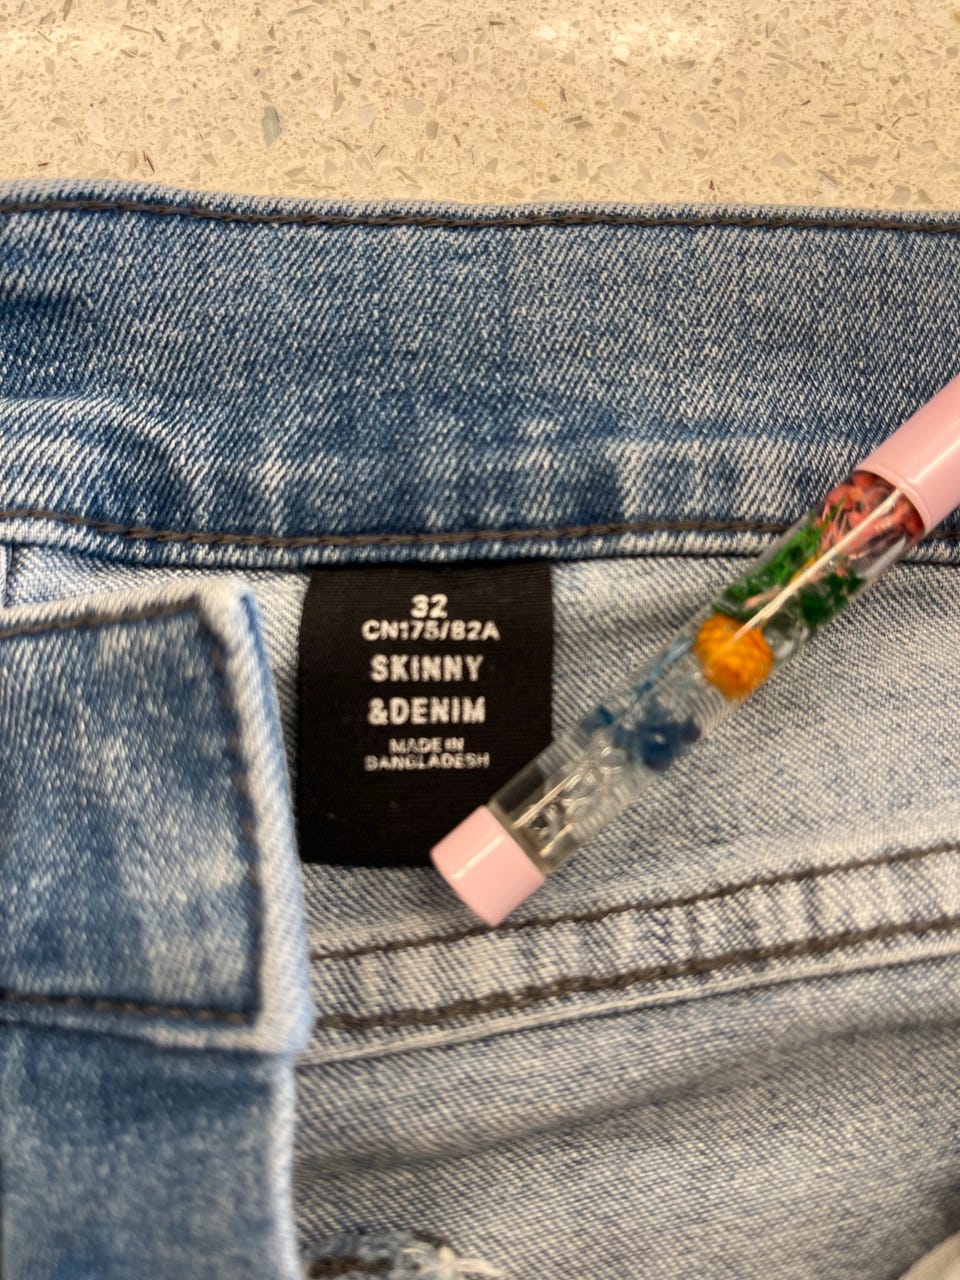 32
CN175/82A
SKINNY
&DENIM
MADE IN
BANGLADESH